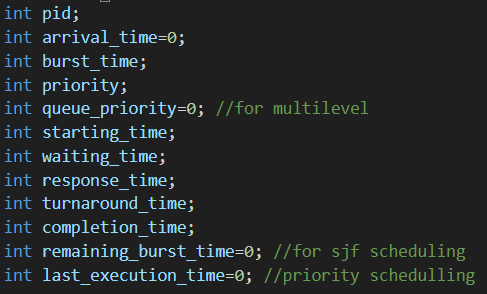 int pid;
int arrival_time=0;
int burst_time;
int priority;
int queue_priority=0; //for multilevel
int starting_time;
int waiting_time;
int response_time;
int turnaround_time;
int completion_time;
int remaining_burst_time=0; //for sjf scheduling
int last_execution_time=0; //priority schedulling